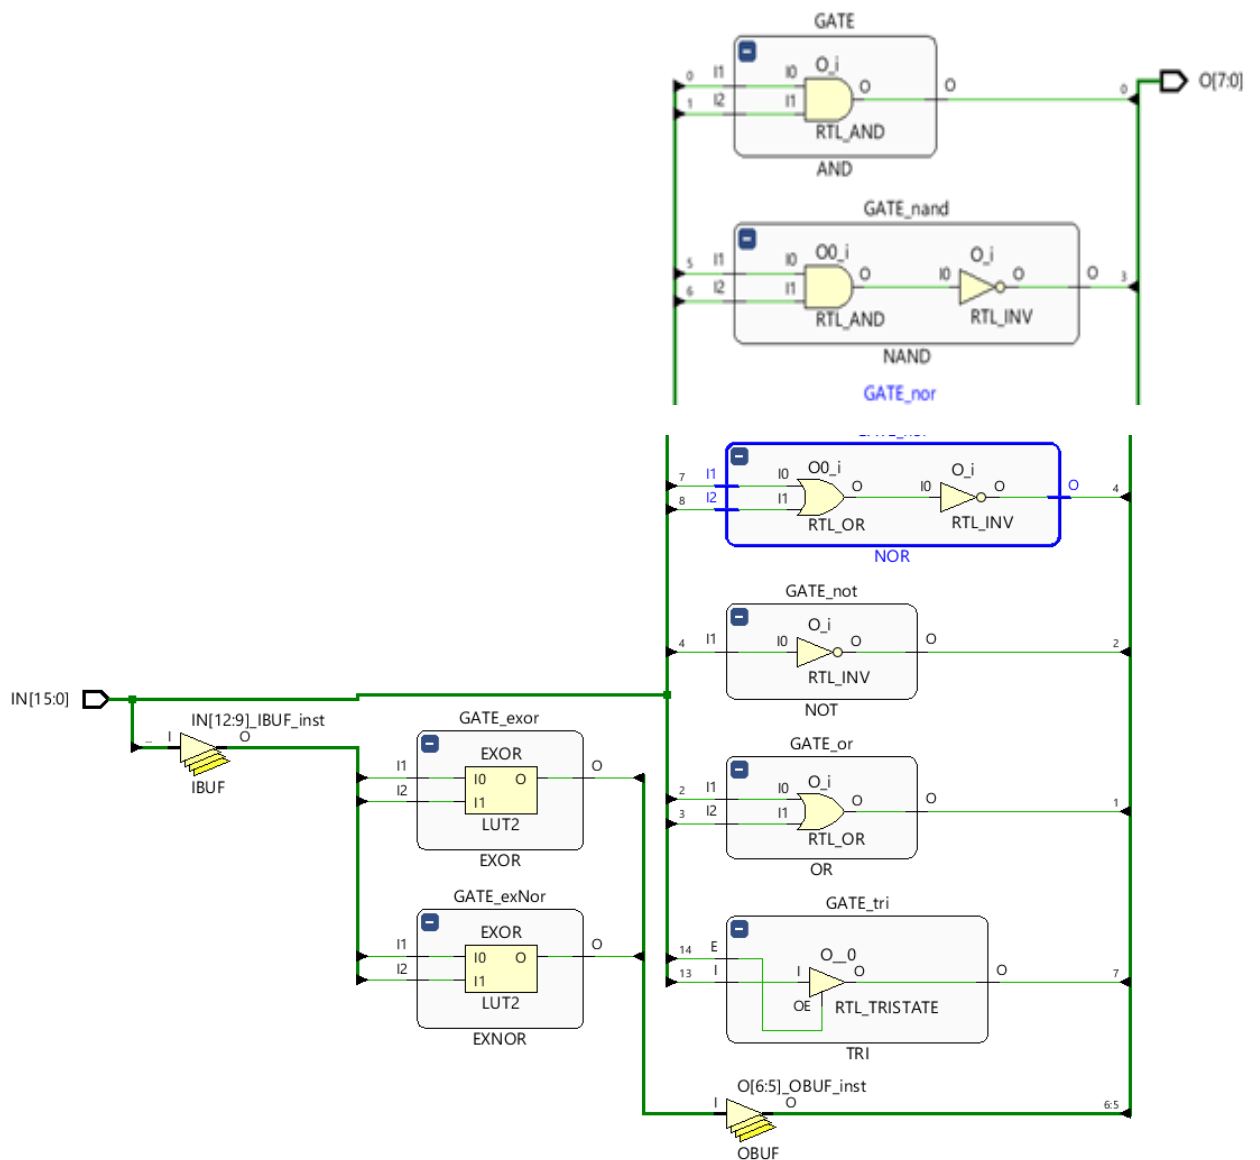 GATE
0 I1 I0 O_i O O 0 O[7:0]
1 I2 I1
RTL_AND
AND
GATE_nand
5 I1 I0 O0_i O I0 O_i O O 3
6 I2 I1
RTL_AND RTL_INV
NAND
GATE_nor
7 I1 I0 O0_i O I0 O_i O O 4
8 I2 I1
RTL_OR RTL_INV
NOR
GATE_not
O_i
4 I1 I0 O O 2
RTL_INV
NOT
IN[15:0]
IN[12:9]_IBUF_inst
I O
IBUF
GATE_exor
EXOR
I1 I0 O O
I2 I1
LUT2
EXOR
GATE_or
O_i
2 I1 I0 O O 1
3 I2 I1
RTL_OR
OR
GATE_exNor
EXOR
I1 I0 O O
I2 I1
LUT2
EXNOR
GATE_tri
14 E O__0
13 I I O O 7
OE RTL_TRISTATE
TRI
O[6:5]_OBUF_inst
I O 6:5
OBUF